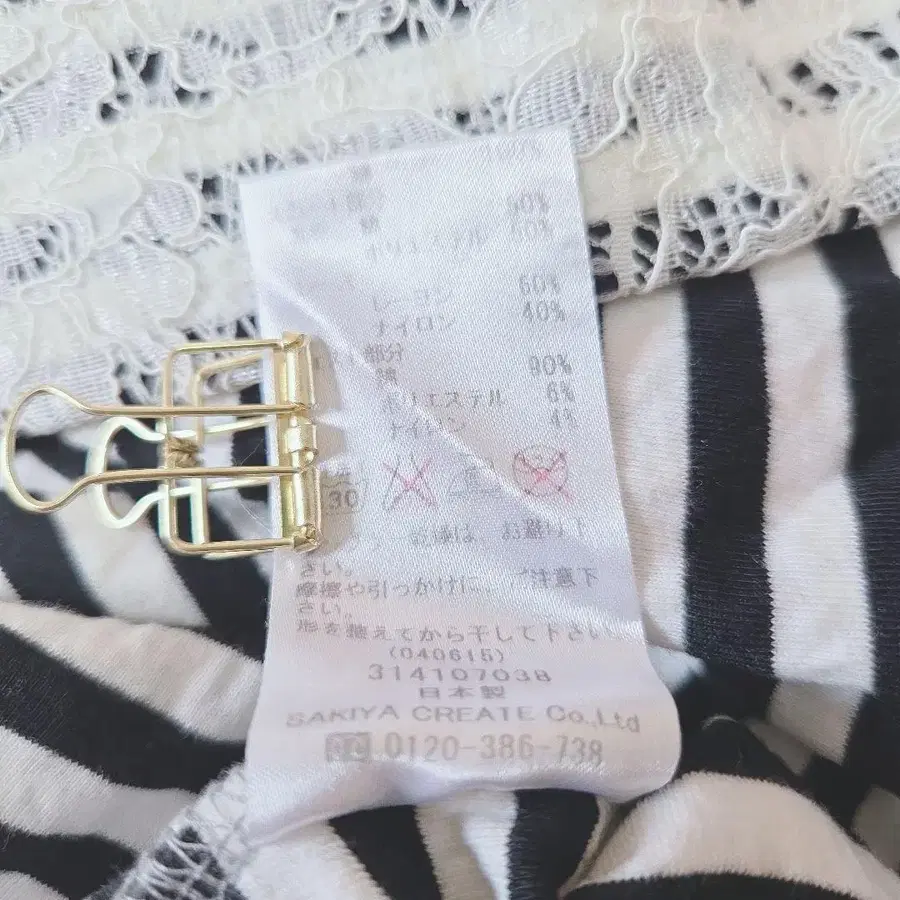 100%
60%
ポリエステル 40%
レーヨン 60%
ナイロン 40%
部分
綿 90%
ポリエステル 6%
ナイロン 4%
30
乾燥は、お避け下
さい。
摩擦や引っかけに、ご注意下
さい。
形を整えてから干して下さい
(040615)
314107038
日本製
SAKIYA CREATE Co.,Ltd
0120-386-738